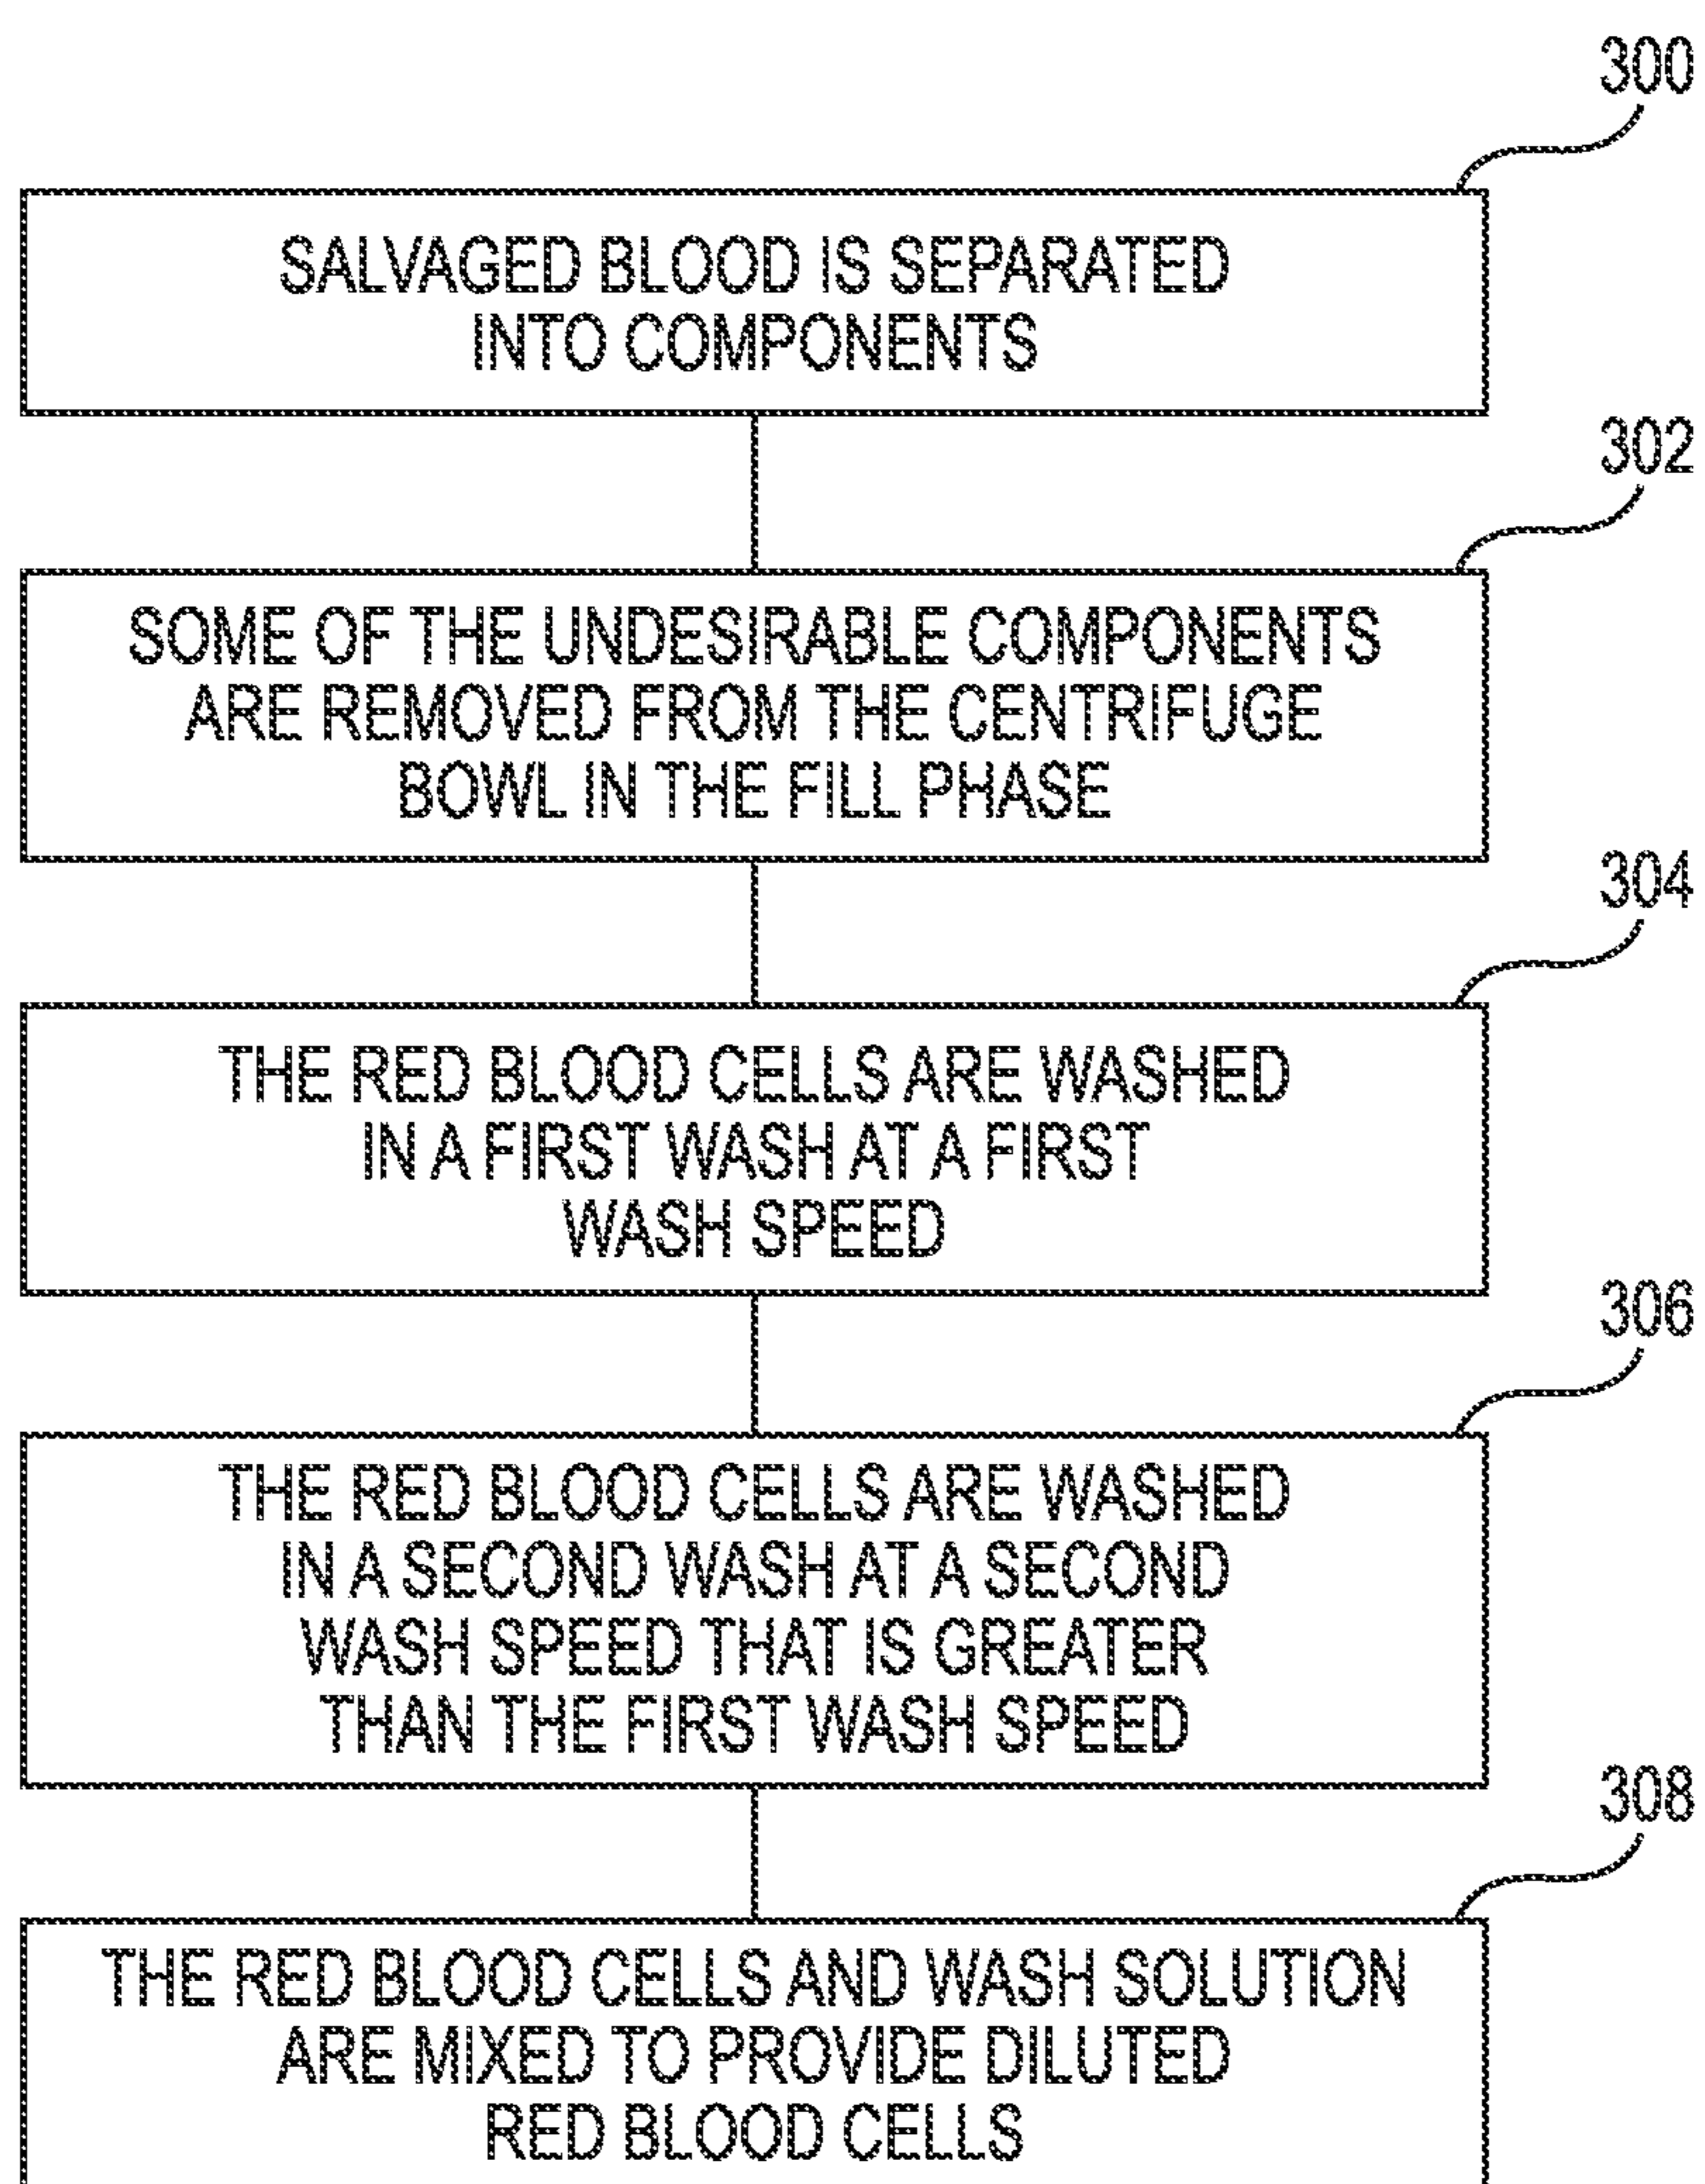 300
SALVAGED BLOOD IS SEPARATED
INTO COMPONENTS
302
SOME OF THE UNDESIRABLE COMPONENTS
ARE REMOVED FROM THE CENTRIFUGE
BOWL IN THE FILL PHASE
304
THE RED BLOOD CELLS ARE WASHED
IN A FIRST WASH AT A FIRST
WASH SPEED
306
THE RED BLOOD CELLS ARE WASHED
IN A SECOND WASH AT A SECOND
WASH SPEED THAT IS GREATER
THAN THE FIRST WASH SPEED
308
THE RED BLOOD CELLS AND WASH SOLUTION
ARE MIXED TO PROVIDE DILUTED
RED BLOOD CELLS